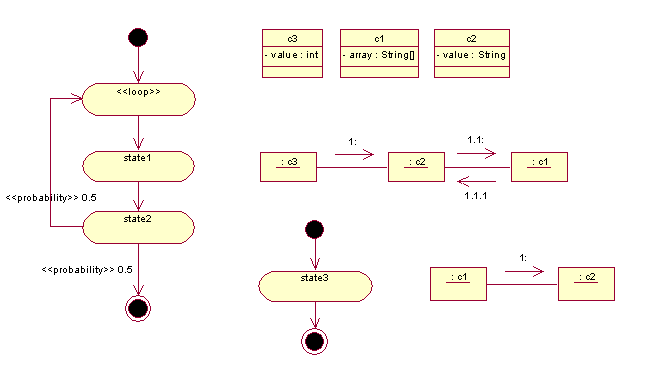 <<loop>>
state1
<<probability>> 0.5
state2
<<probability>> 0.5
c3
- value : int
c1
- array : String[]
c2
- value : String
: c3
1:
: c2
1.1:
1.1.1
: c1
state3
: c1
1:
: c2